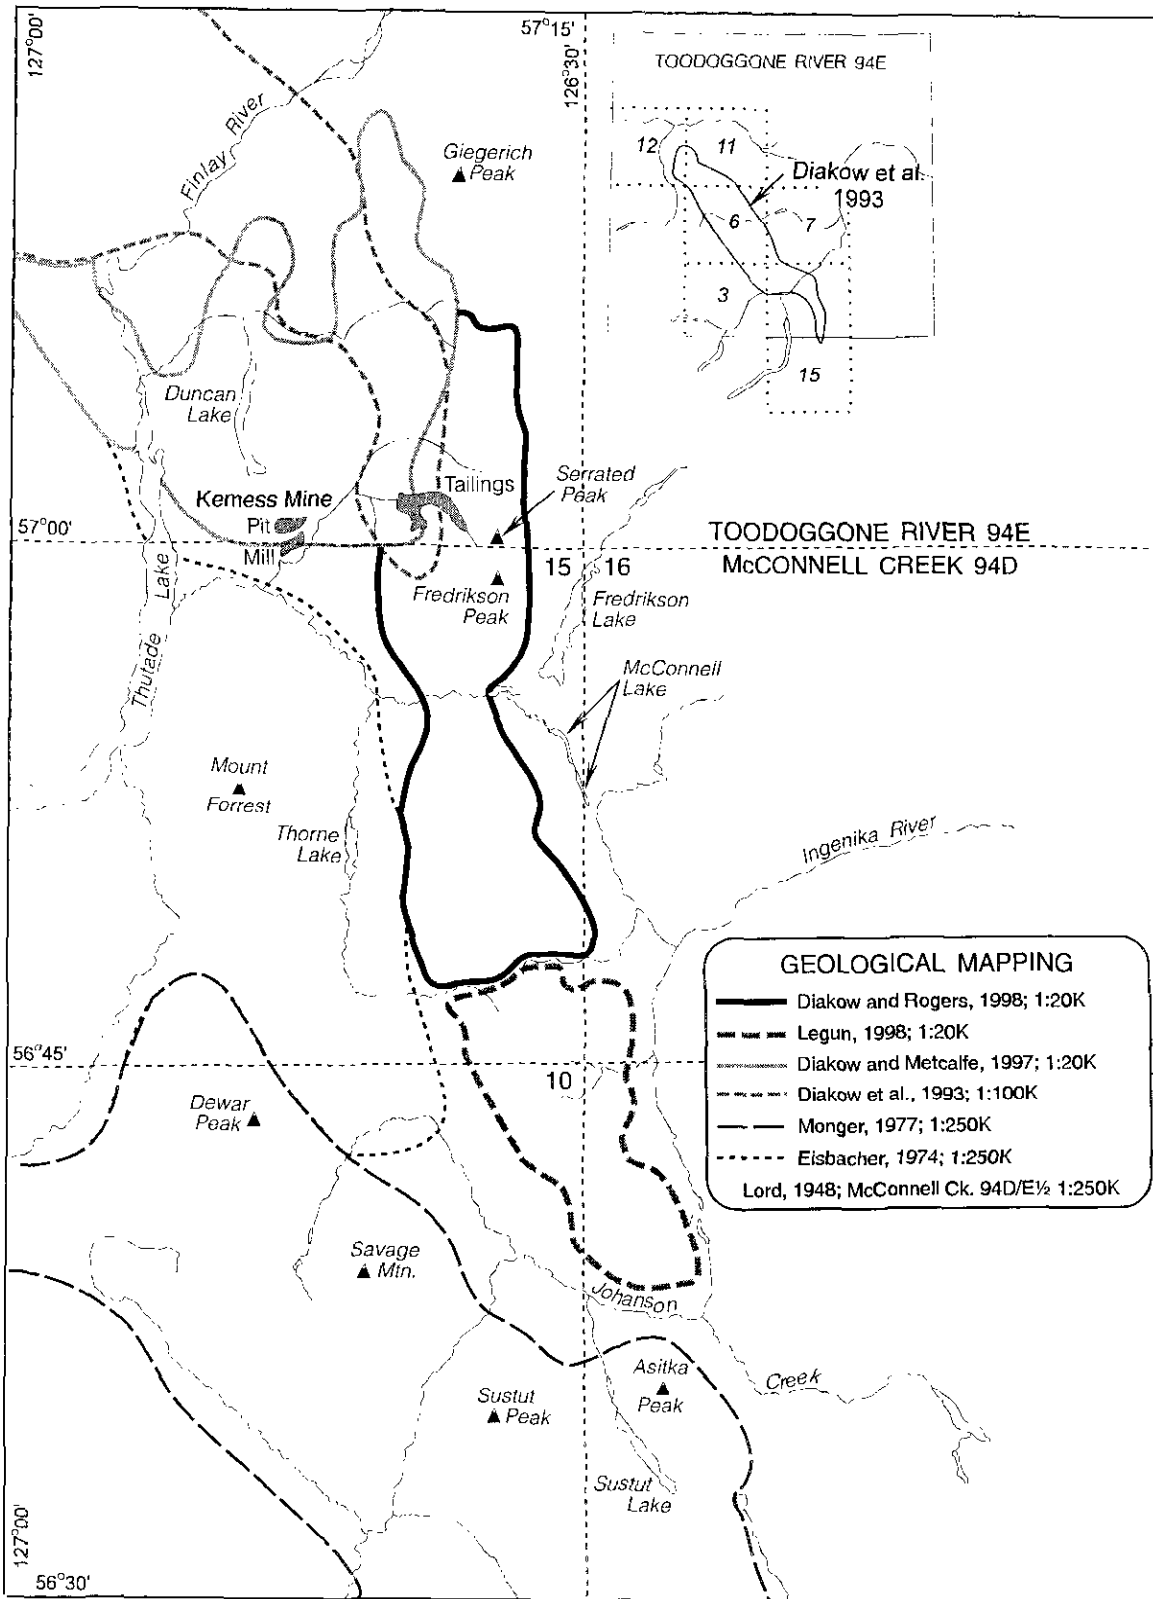 127°00'
57°15'
126°30'
TOODOGGONE RIVER 94E
12
11
Diakow et al.
1993
6
7
3
15
Finlay River
Giegerich
Peak
Duncan
Lake
Kemess Mine
Pit
Mill
Tailings
Serrated
Peak
57°00'
TOODOGGONE RIVER 94E
McCONNELL CREEK 94D
15
16
Fredrikson
Peak
Fredrikson
Lake
Thutade Lake
McConnell
Lake
Mount
Forrest
Thorne
Lake
Ingenika River
GEOLOGICAL MAPPING
Diakow and Rogers, 1998; 1:20K
Legun, 1998; 1:20K
Diakow and Metcalfe, 1997; 1:20K
Diakow et al., 1993; 1:100K
Monger, 1977; 1:250K
Eisbacher, 1974; 1:250K
Lord, 1948; McConnell Ck. 94D/E½ 1:250K
56°45'
10
Dewar
Peak
Savage
Mtn.
Johanson
Creek
Asitka
Peak
Sustut
Peak
Sustut
Lake
127°00'
56°30'